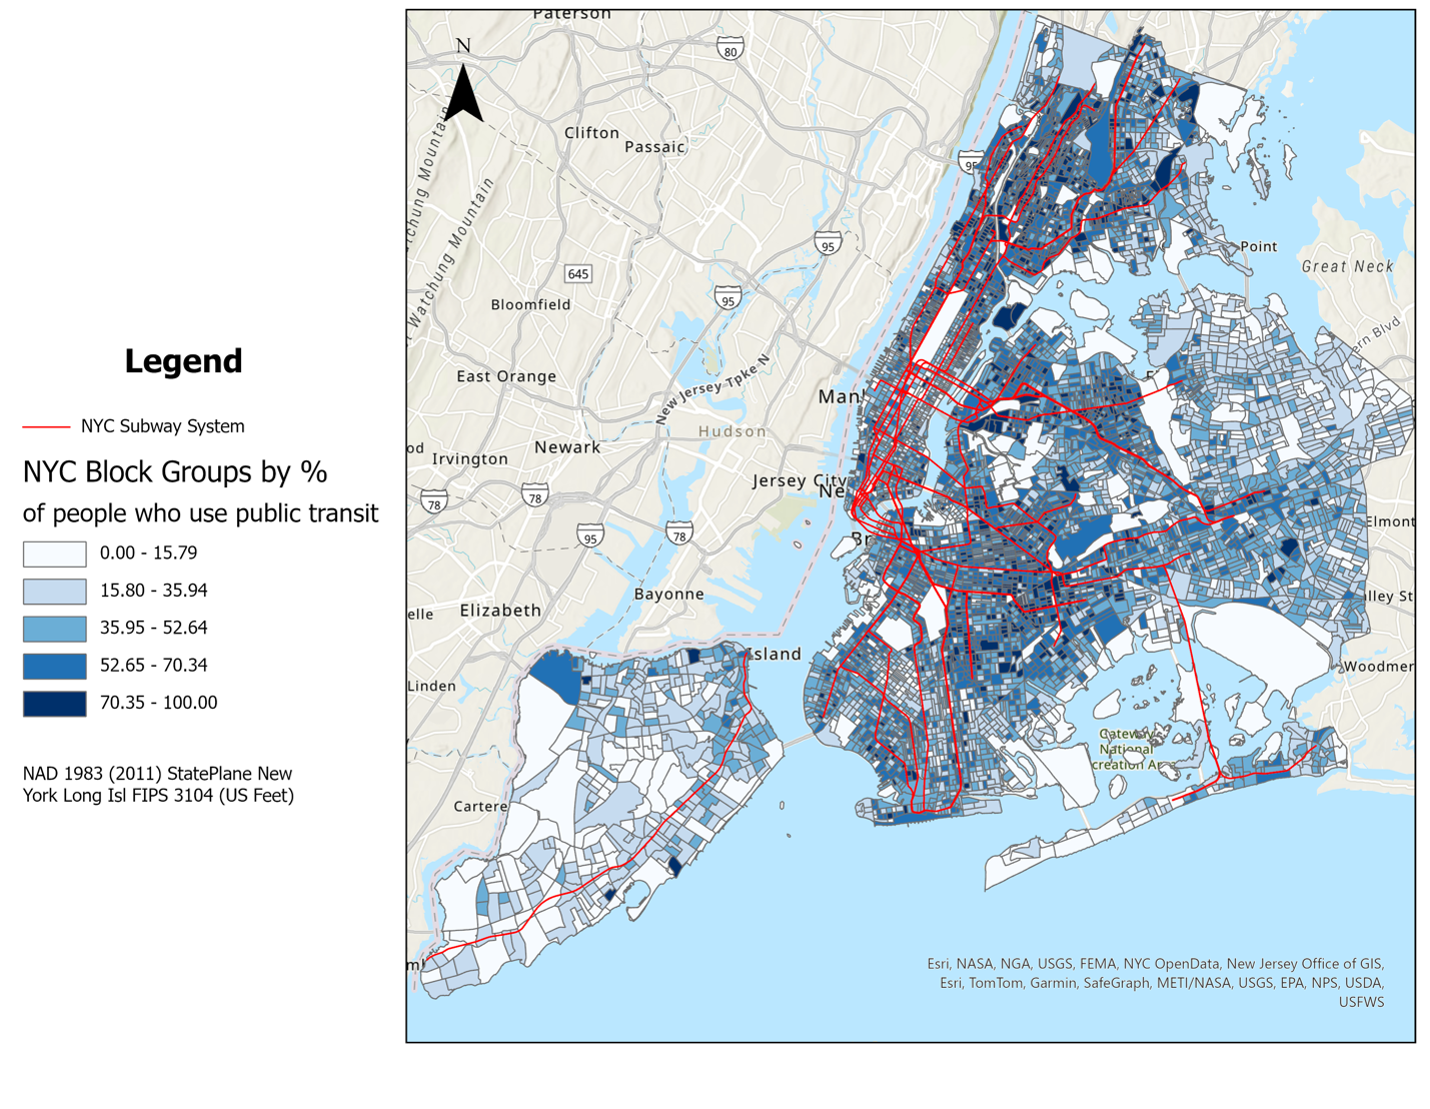 Legend
NYC Subway System
NYC Block Groups by %
of people who use public transit
0.00 - 15.79
15.80 - 35.94
35.95 - 52.64
52.65 - 70.34
70.35 - 100.00
NAD 1983 (2011) StatePlane New
York Long Isl FIPS 3104 (US Feet)
N
Paterson
80
Clifton
Passaic
95
tchung Mountain
Watchung Mountain
645
95
Point
Great Neck
Bloomfield
95
ern Blvd
East Orange
New Jersey Tpke N
Man
Hudson
od
Irvington
Newark
Jersey City
Ne
78
78
95
78
Elmont
Br
Bayonne
elle
Elizabeth
lley St
Island
Linden
Woodmer
Gateway
National
creation Ar
Cartere
Esri, NASA, NGA, USGS, FEMA, NYC OpenData, New Jersey Office of GIS,
Esri, TomTom, Garmin, SafeGraph, METI/NASA, USGS, EPA, NPS, USDA,
USFWS